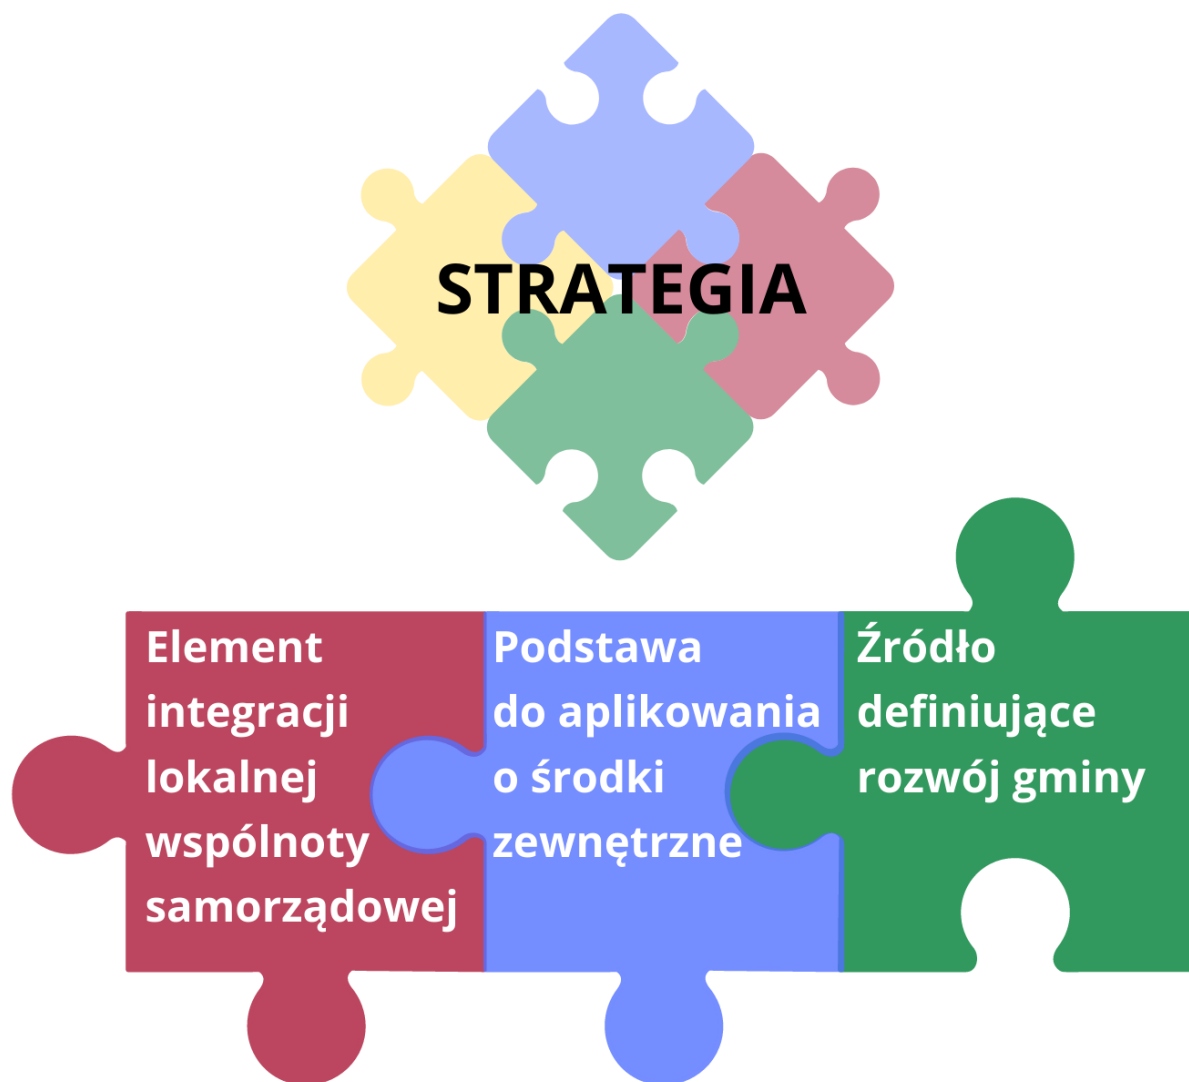 STRATEGIA
Element
integracji
lokalnej
wspólnoty
samorządowej
Podstawa
do aplikowania
o środki
zewnętrzne
Źródło
definiujące
rozwój gminy